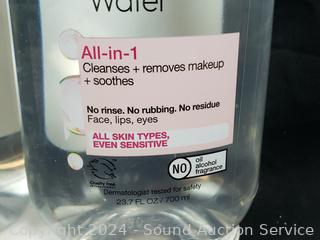 Water
All-in-1
Cleanses + removes makeup
+ soothes
No rinse. No rubbing. No residue
Face, lips, eyes
ALL SKIN TYPES,
EVEN SENSITIVE
NO oil
alcohol
fragrance
Cruelty free
Dermatologist tested for safety
23.7 FL OZ / 700 ml
Copyright 2024 - Sound Auction Service